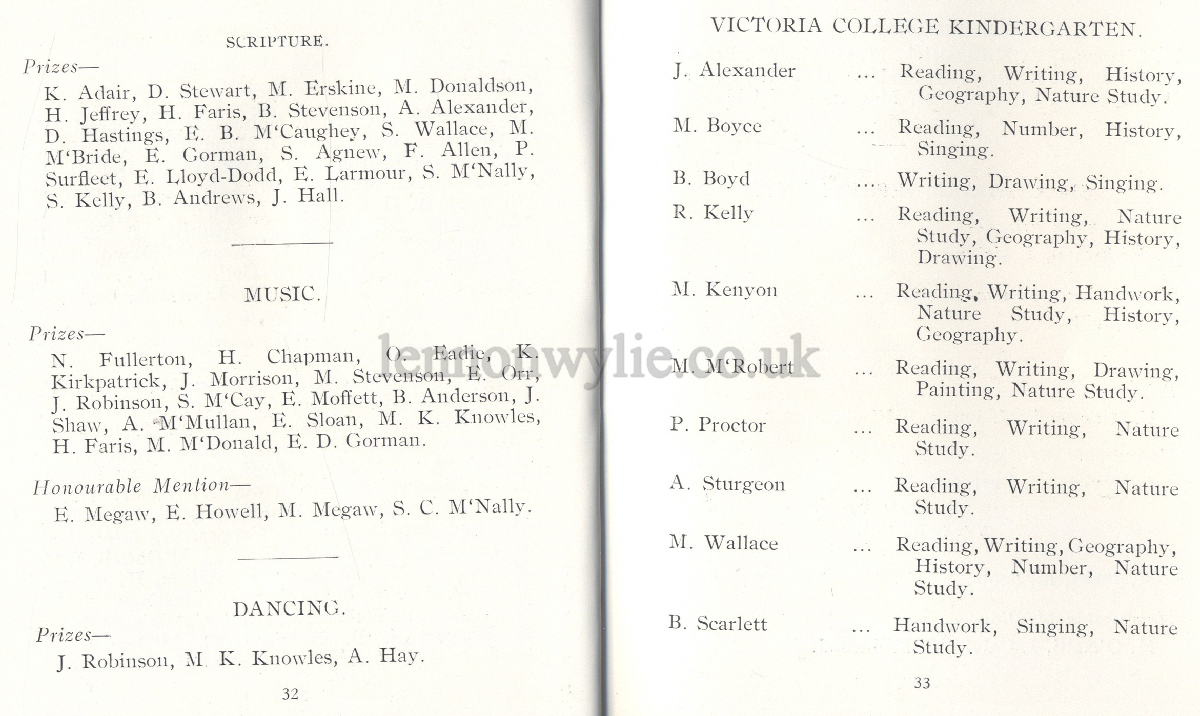 SCRIPTURE.
Prizes—
K. Adair, D. Stewart, M. Erskine, M. Donaldson,
H. Jeffrey, H. Faris, B. Stevenson, A. Alexander,
D. Hastings, E. B. M‘Caughey, S. Wallace, M.
M‘Bride, E. Gorman, S. Agnew, F. Allen, P.
Surfleet, E. Lloyd-Dodd, E. Larmour, S. M‘Nally,
S. Kelly, B. Andrews, J. Hall.
MUSIC.
Prizes—
N. Fullerton, H. Chapman, O. Eadie, K.
Kirkpatrick, J. Morrison, M. Stevenson, E. Orr,
J. Robinson, S. M‘Cay, E. Moffett, B. Anderson, J.
Shaw, A. M‘Mullan, E. Sloan, M. K. Knowles,
H. Faris, M. M‘Donald, E. D. Gorman.
Honourable Mention—
E. Megaw, E. Howell, M. Megaw, S. C. M‘Nally.
DANCING.
Prizes—
J. Robinson, M. K. Knowles, A. Hay.
32
VICTORIA COLLEGE KINDERGARTEN.
J. Alexander ... Reading, Writing, History,
Geography, Nature Study.
M. Boyce ... Reading, Number, History,
Singing.
B. Boyd ... Writing, Drawing, Singing.
R. Kelly ... Reading, Writing, Nature
Study, Geography, History,
Drawing.
M. Kenyon ... Reading, Writing, Handwork,
Nature Study, History,
Geography.
M. M‘Robert ... Reading, Writing, Drawing,
Painting, Nature Study.
P. Proctor ... Reading, Writing, Nature
Study.
A. Sturgeon ... Reading, Writing, Nature
Study.
M. Wallace ... Reading, Writing, Geography,
History, Number, Nature
Study.
B. Scarlett ... Handwork, Singing, Nature
Study.
33
lennonwylie.co.uk